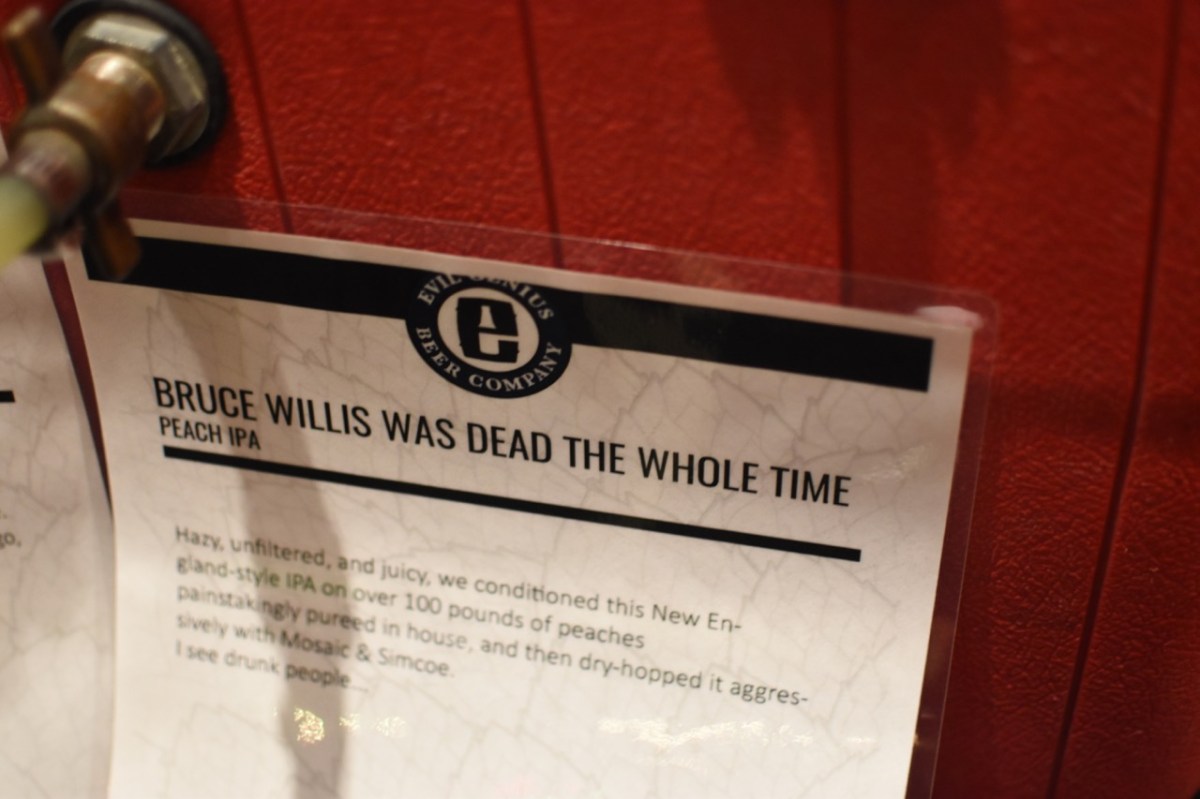 EVIL GENIUS
e
BEER COMPANY
BRUCE WILLIS WAS DEAD THE WHOLE TIME
PEACH IPA
Hazy, unfiltered, and juicy, we conditioned this New En-
gland-style IPA on over 100 pounds of peaches
painstakingly pureed in house, and then dry-hopped it aggres-
sively with Mosaic & Simcoe.
I see drunk people...